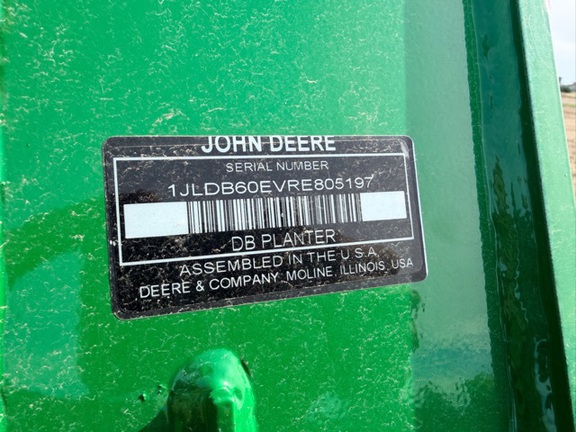 JOHN DEERE
SERIAL NUMBER
1JLDB60EVRE805197
DB PLANTER
ASSEMBLED IN THE U.S.A.
DEERE & COMPANY MOLINE, ILLINOIS USA